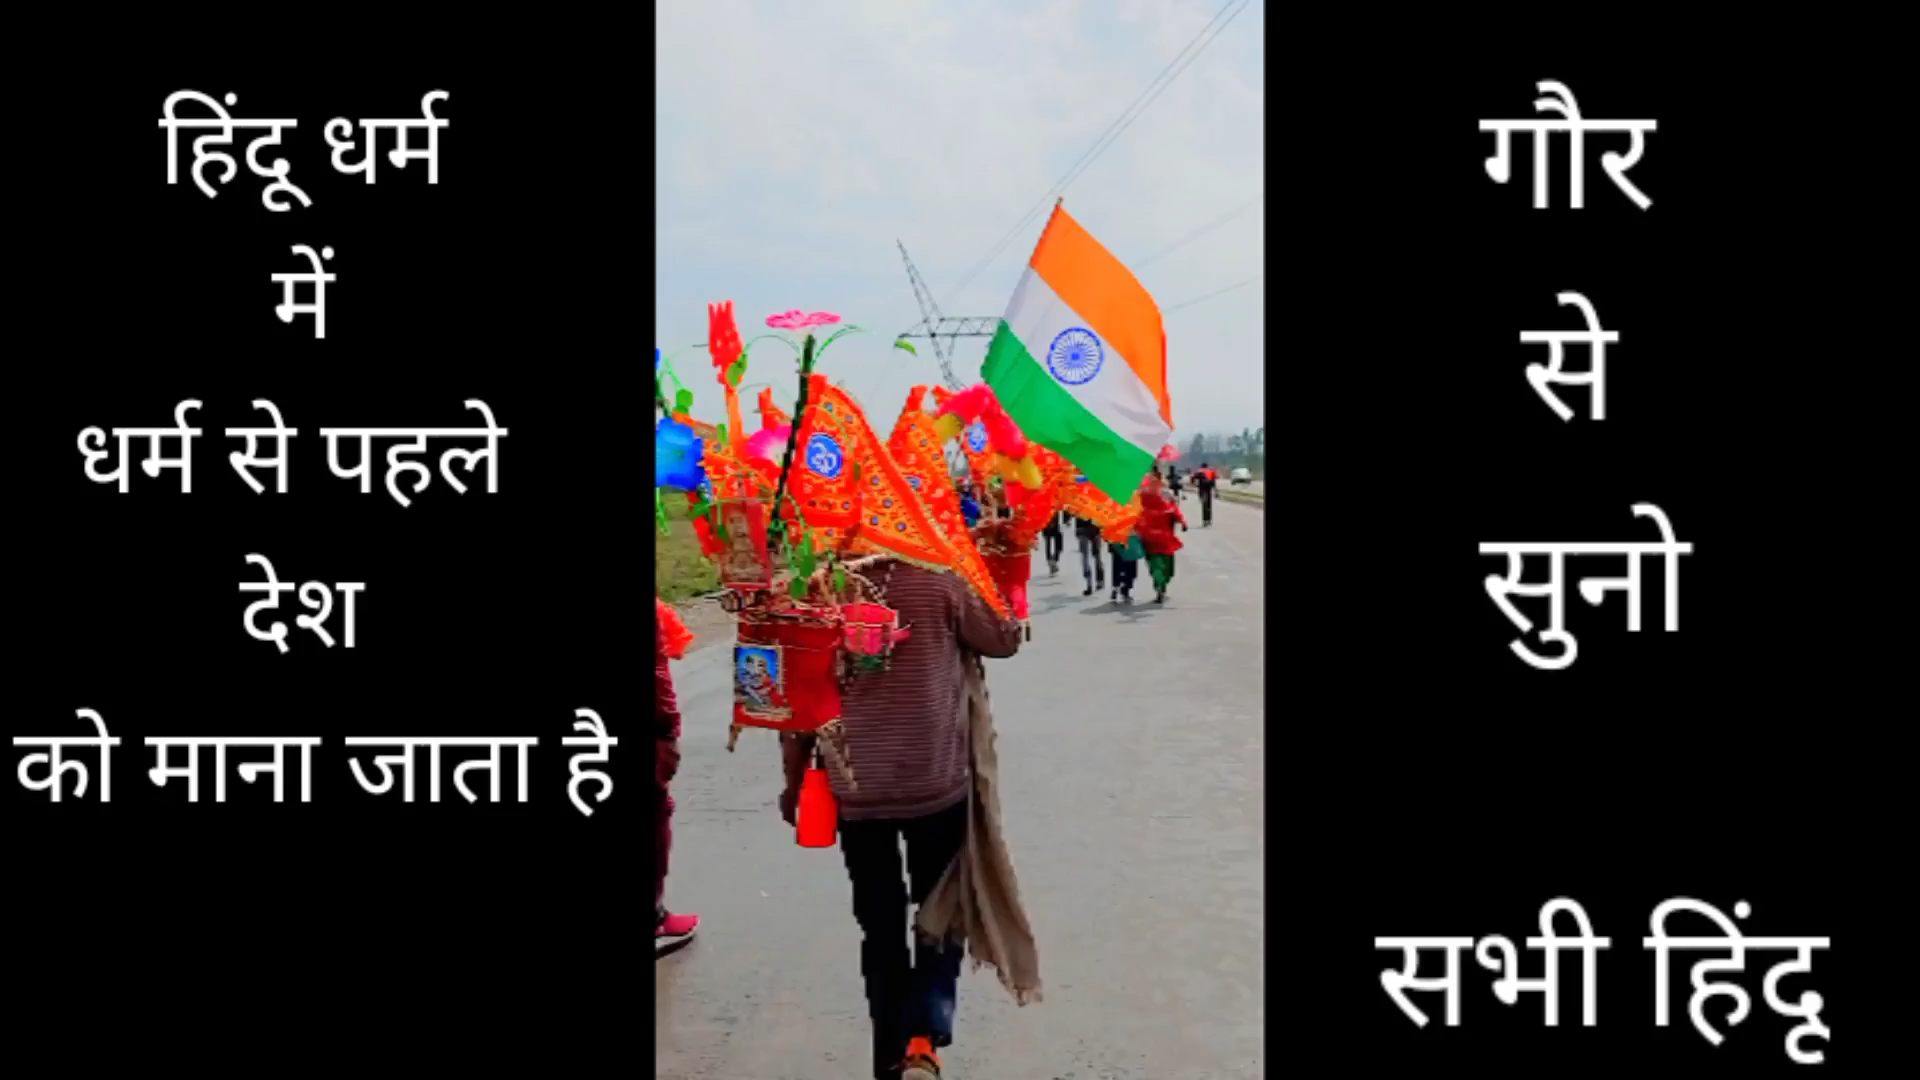 हिंदू धर्म
में
धर्म से पहले
देश
को माना जाता है
गौर
से
सुनो
सभी हिंदू
ॐ